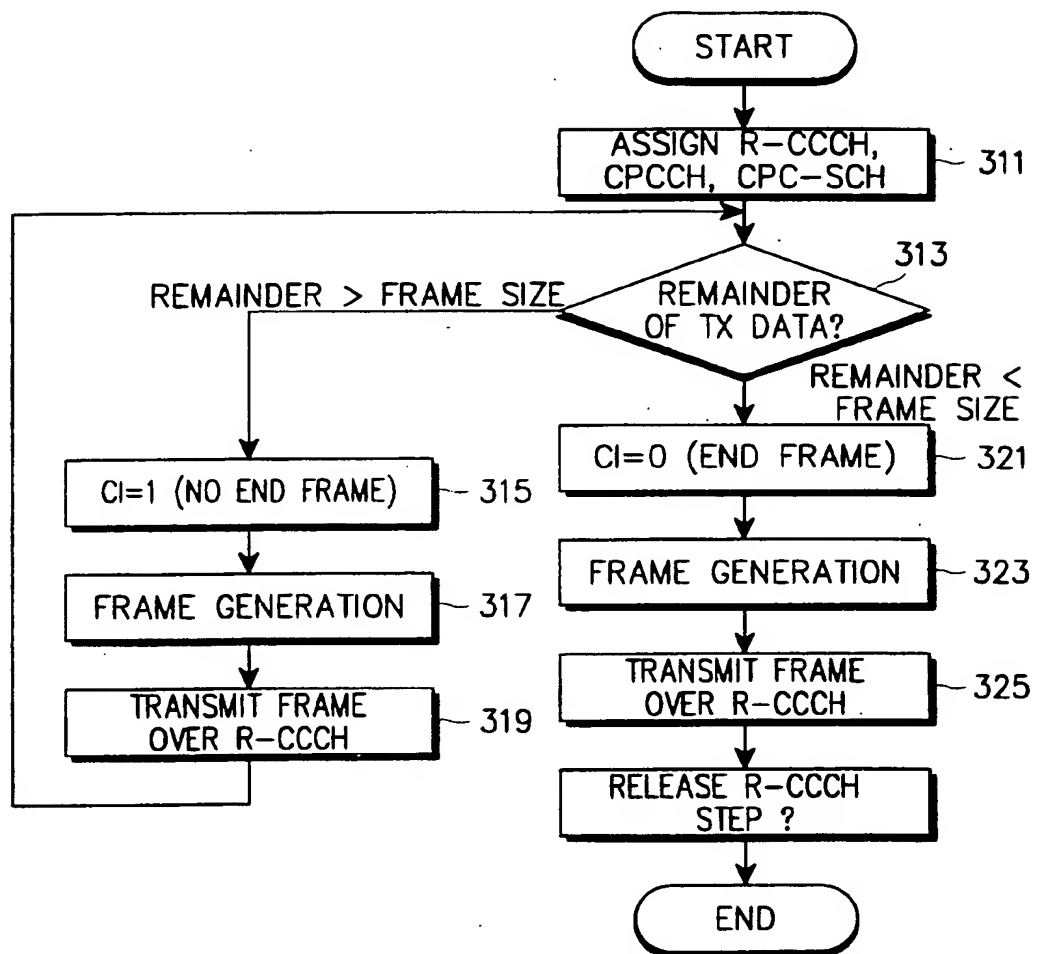 START
ASSIGN R-CCCH,
CPCCH, CPC-SCH
311
313
REMAINDER > FRAME SIZE
REMAINDER
OF TX DATA?
REMAINDER <
FRAME SIZE
CI=1 (NO END FRAME)
315
CI=0 (END FRAME)
321
FRAME GENERATION
317
FRAME GENERATION
323
TRANSMIT FRAME
OVER R-CCCH
319
TRANSMIT FRAME
OVER R-CCCH
325
RELEASE R-CCCH
STEP ?
END